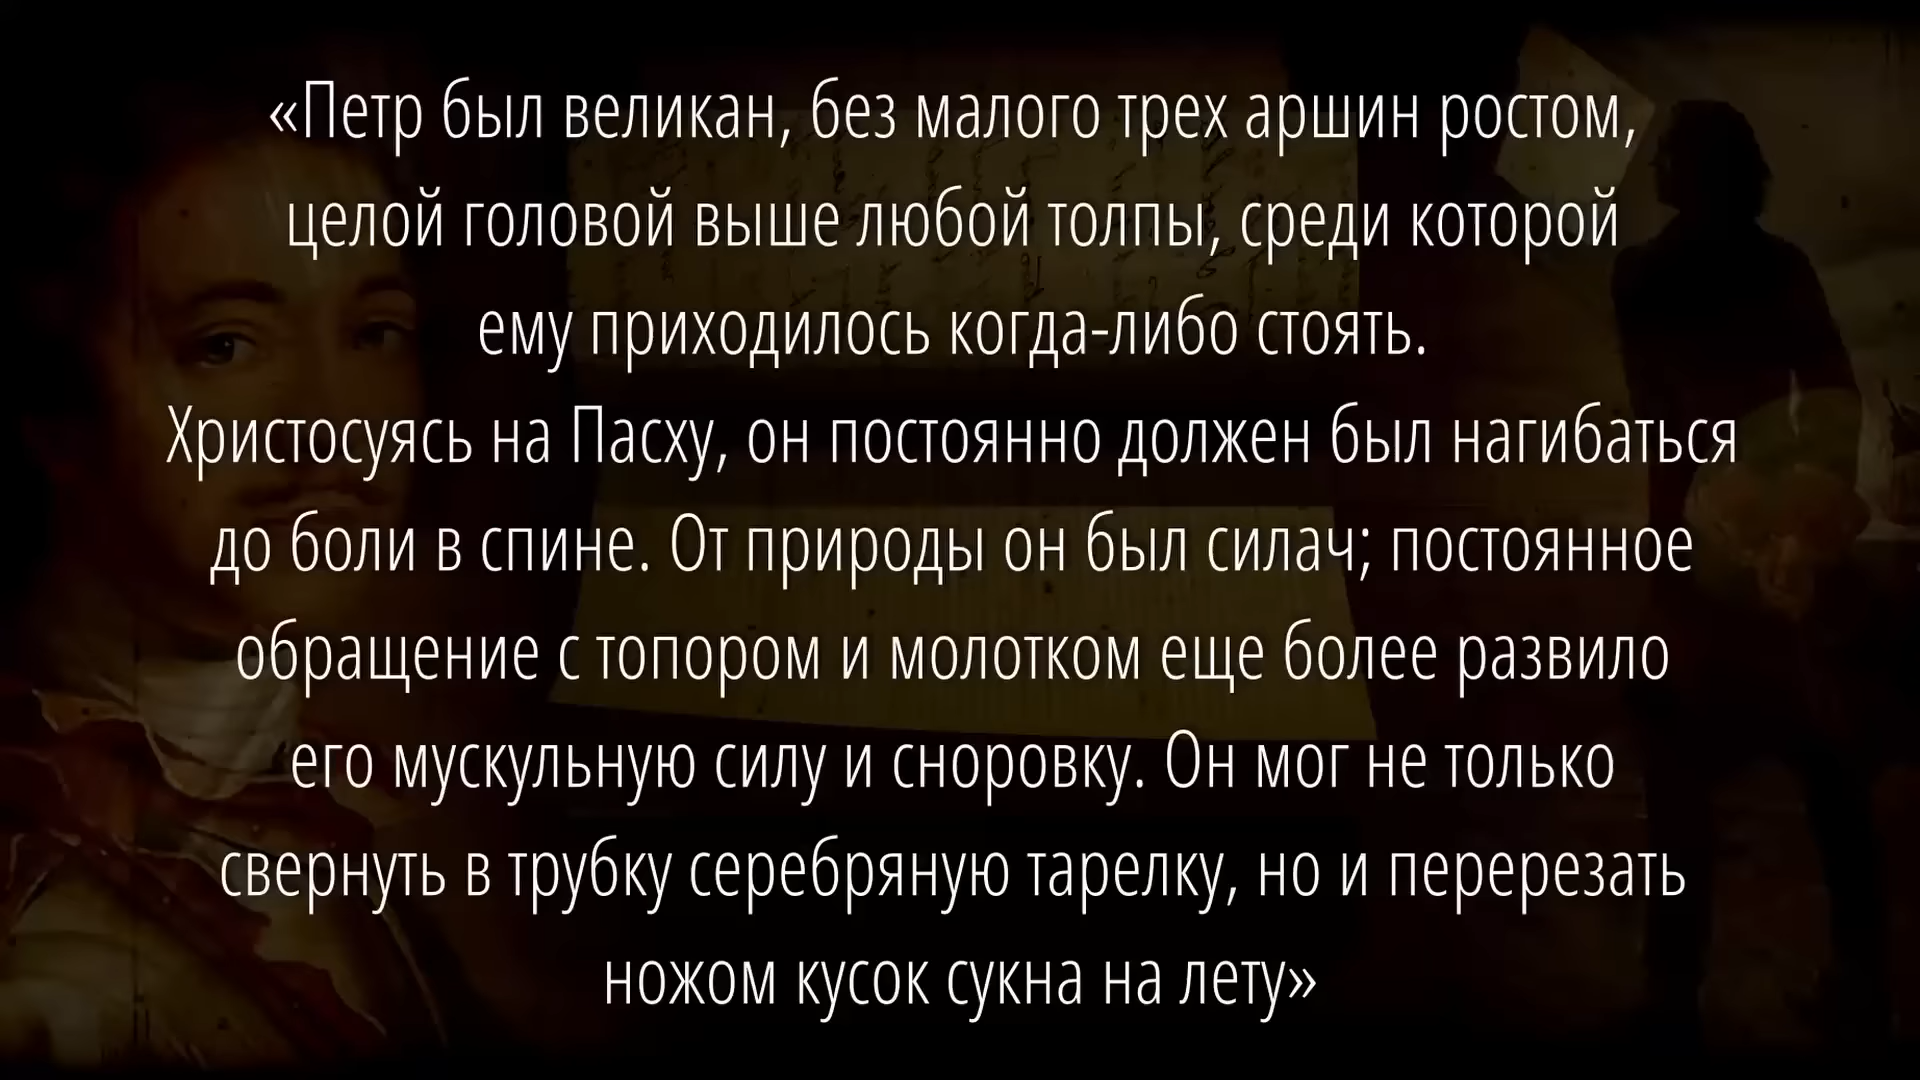 «Петр был великан, без малого трех аршин ростом,
целой головой выше любой толпы, среди которой
ему приходилось когда-либо стоять.
Христосуясь на Пасху, он постоянно должен был нагибаться
до боли в спине. От природы он был силач; постоянное
обращение с топором и молотком еще более развило
его мускульную силу и сноровку. Он мог не только
свернуть в трубку серебряную тарелку, но и перерезать
ножом кусок сукна на лету»